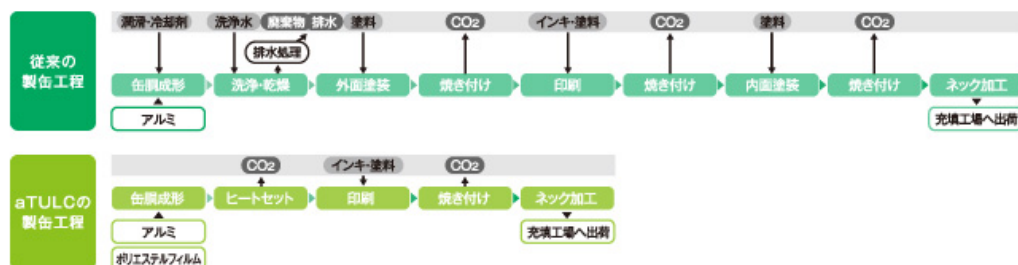 従来の
製缶工程
潤滑・冷却剤 洗浄水 廃棄物 排水 塗料 CO2 インキ・塗料 CO2 塗料 CO2
排水処理
缶胴成形 洗浄・乾燥 外面塗装 焼き付け 印刷 焼き付け 内面塗装 焼き付け ネック加工
アルミ 充填工場へ出荷
aTULCの
製缶工程
CO2 インキ・塗料 CO2
缶胴成形 ヒートセット 印刷 焼き付け ネック加工
アルミ 充填工場へ出荷
ポリエステルフィルム